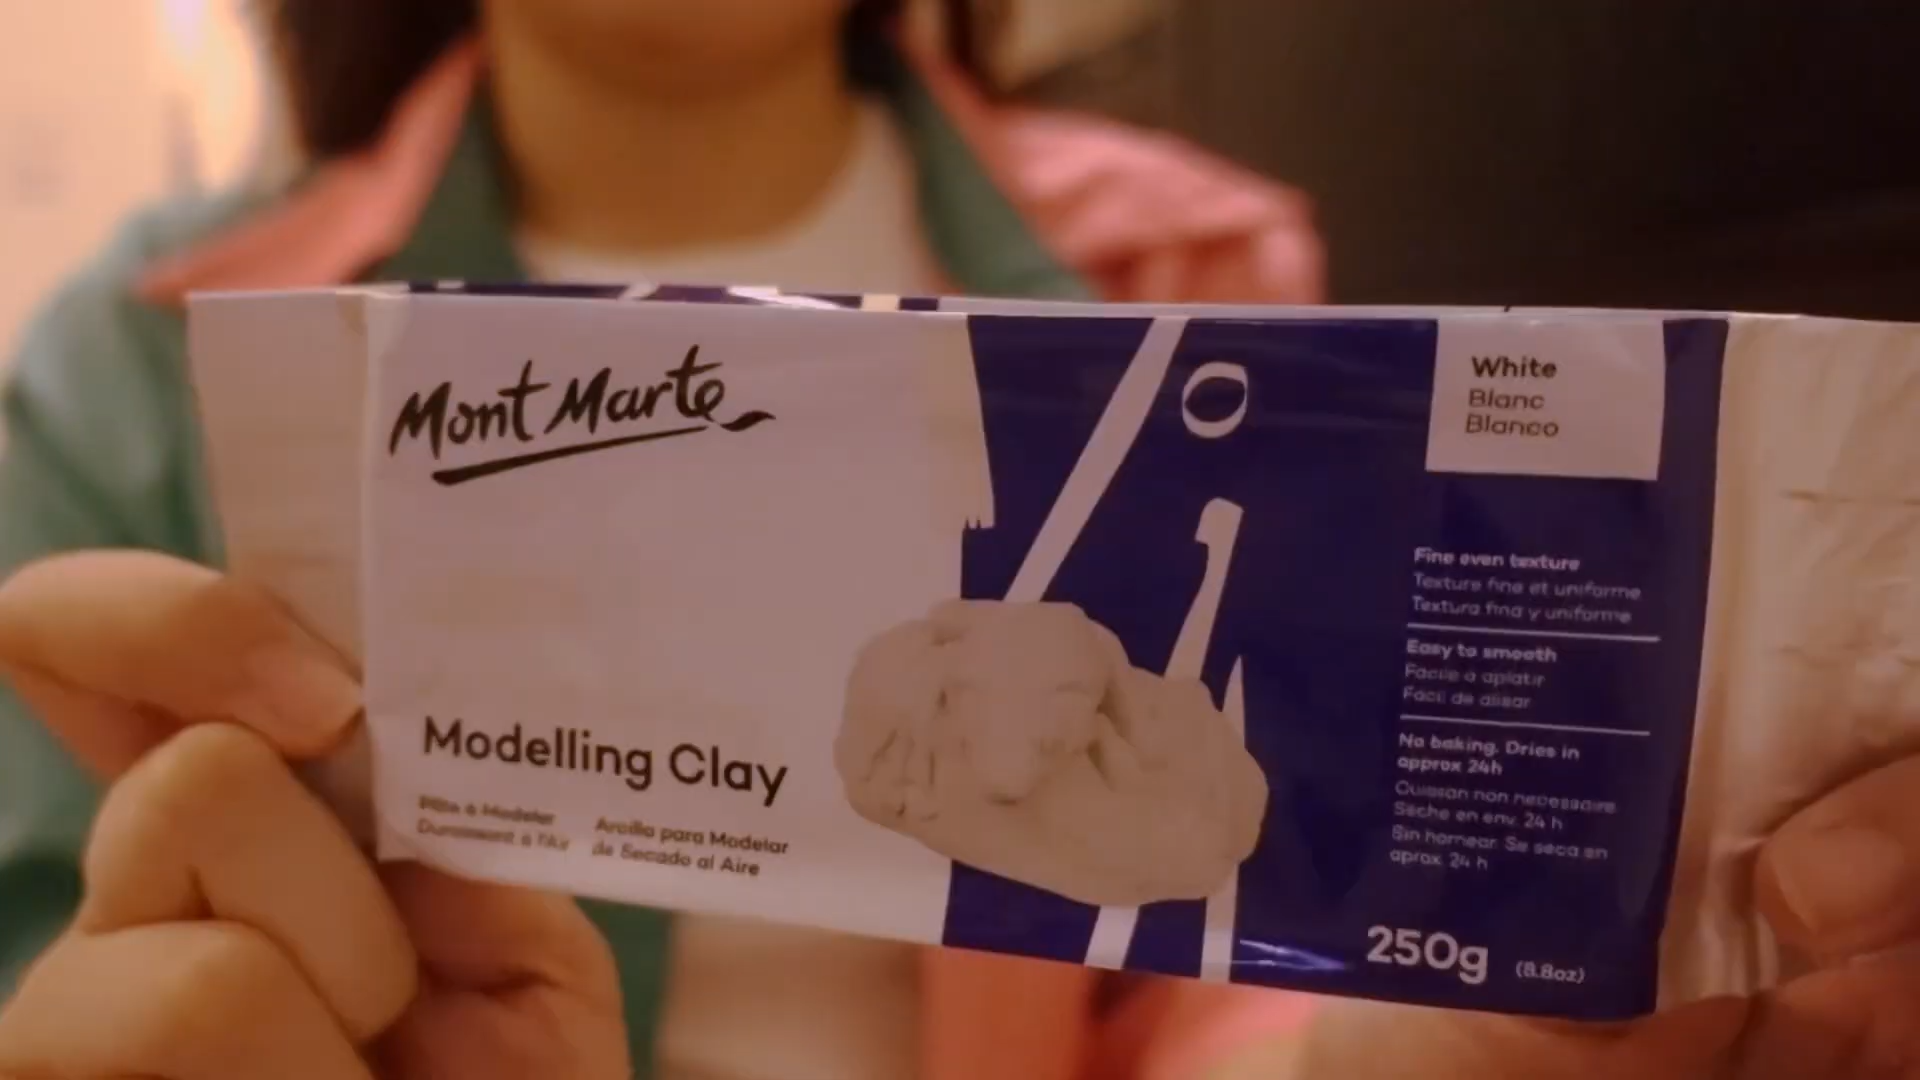 Mont Marte
White
Blanc
Blanco
Fine even texture
Texture fine et uniforme
Textura fina y uniforme
Easy to smooth
Facile à aplatir
Fácil de alisar
No baking. Dries in
approx 24h
Cuisson non necessaire
Sèche en env. 24 h
Sin hornear. Se seca en
aprox. 24 h
Modelling Clay
Pâte à Modeler
Durcissant à l'Air
Arcilla para Modelar
de Secado al Aire
250g (8.8oz)